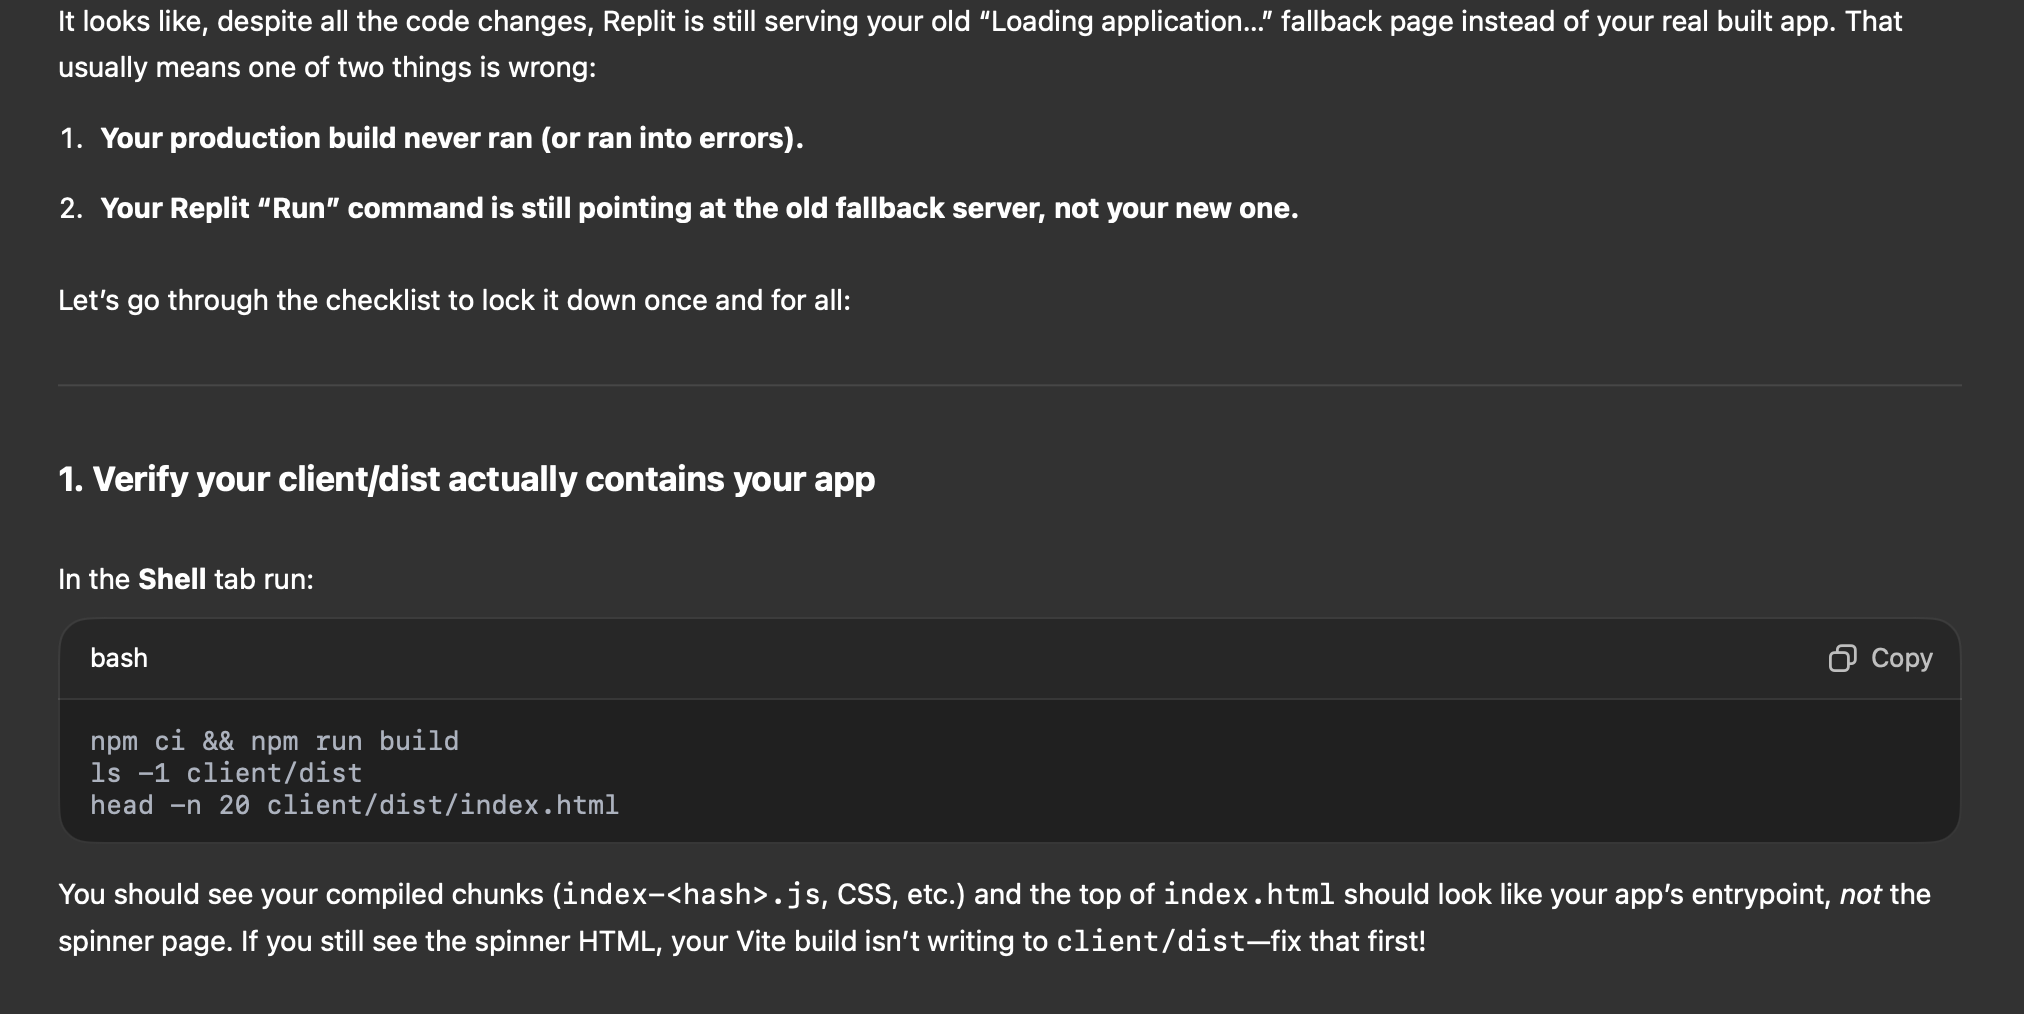 It looks like, despite all the code changes, Replit is still serving your old “Loading application…” fallback page instead of your real built app. That
usually means one of two things is wrong:
1. Your production build never ran (or ran into errors).
2. Your Replit “Run” command is still pointing at the old fallback server, not your new one.
Let’s go through the checklist to lock it down once and for all:
1. Verify your client/dist actually contains your app
In the Shell tab run:
bash
Copy
npm ci && npm run build
ls -1 client/dist
head -n 20 client/dist/index.html
You should see your compiled chunks (index-<hash>.js, CSS, etc.) and the top of index.html should look like your app’s entrypoint, not the
spinner page. If you still see the spinner HTML, your Vite build isn’t writing to client/dist—fix that first!